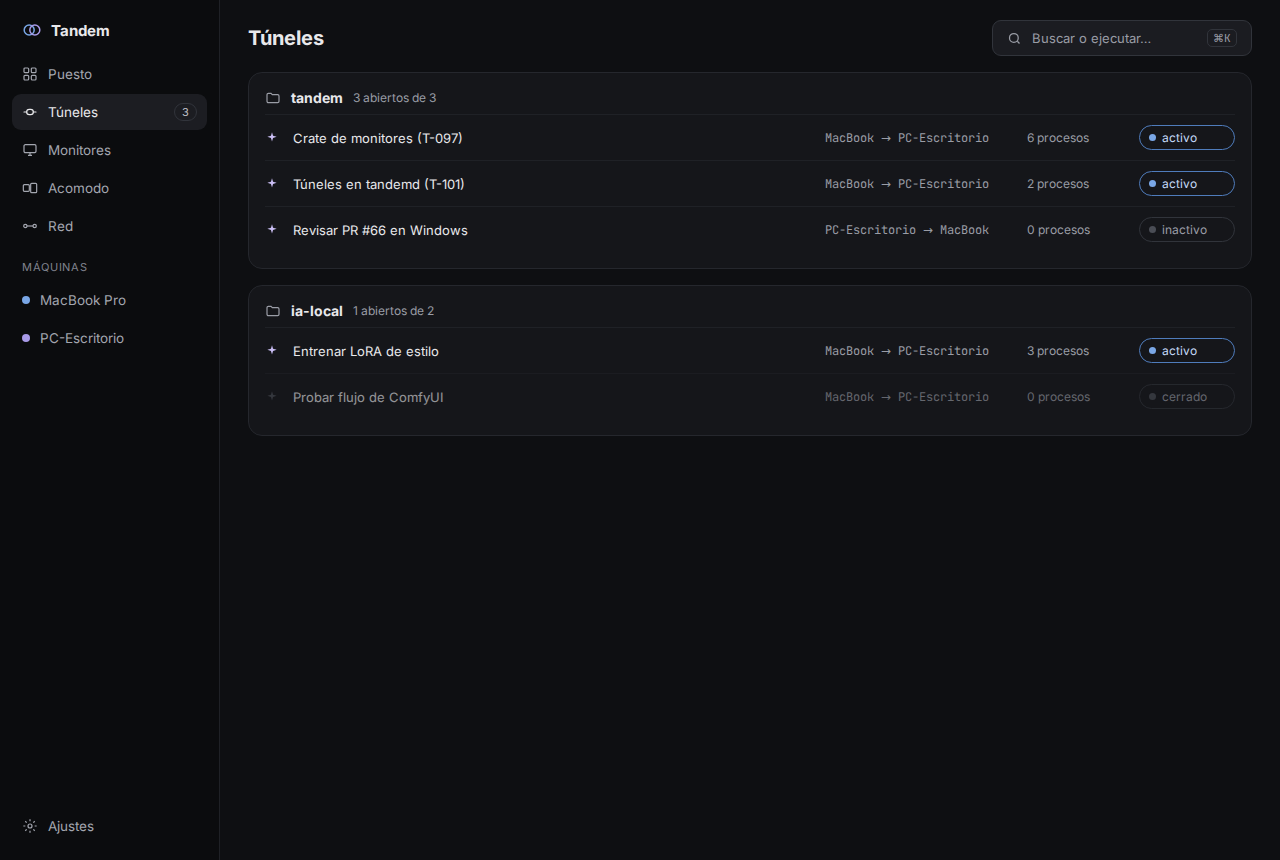 Tandem
Puesto
Túneles 3
Monitores
Acomodo
Red
MÁQUINAS
MacBook Pro
PC-Escritorio
Ajustes
Túneles
Buscar o ejecutar... ⌘K
tandem 3 abiertos de 3
Crate de monitores (T-097) MacBook → PC-Escritorio 6 procesos activo
Túneles en tandemd (T-101) MacBook → PC-Escritorio 2 procesos activo
Revisar PR #66 en Windows PC-Escritorio → MacBook 0 procesos inactivo
ia-local 1 abiertos de 2
Entrenar LoRA de estilo MacBook → PC-Escritorio 3 procesos activo
Probar flujo de ComfyUI MacBook → PC-Escritorio 0 procesos cerrado